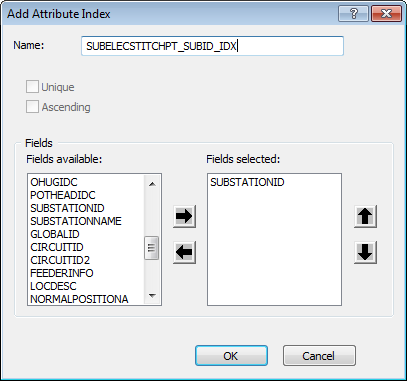 Add Attribute Index
Name: SUBELECSTITCHPT_SUBID_IDX
Unique
Ascending
Fields
Fields available:
OHUGIDC
POTHEADIDC
SUBSTATIONID
SUBSTATIONNAME
GLOBALID
CIRCUITID
CIRCUITID2
FEEDERINFO
LOCDESC
NORMALPOSITIONA
Fields selected:
SUBSTATIONID
OK Cancel